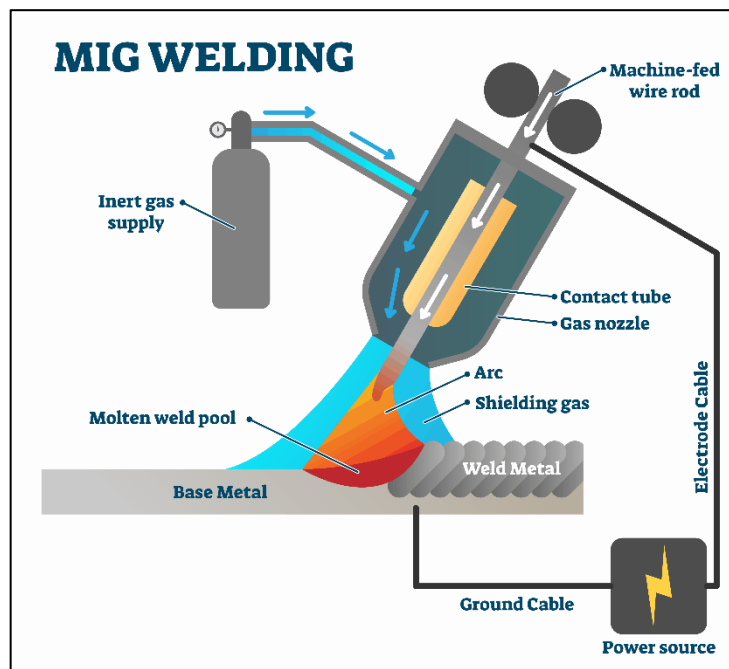 MIG WELDING
Machine-fed
wire rod
Inert gas
supply
Contact tube
Gas nozzle
Arc
Shielding gas
Molten weld pool
Electrode Cable
Weld Metal
Base Metal
Ground Cable
Power source